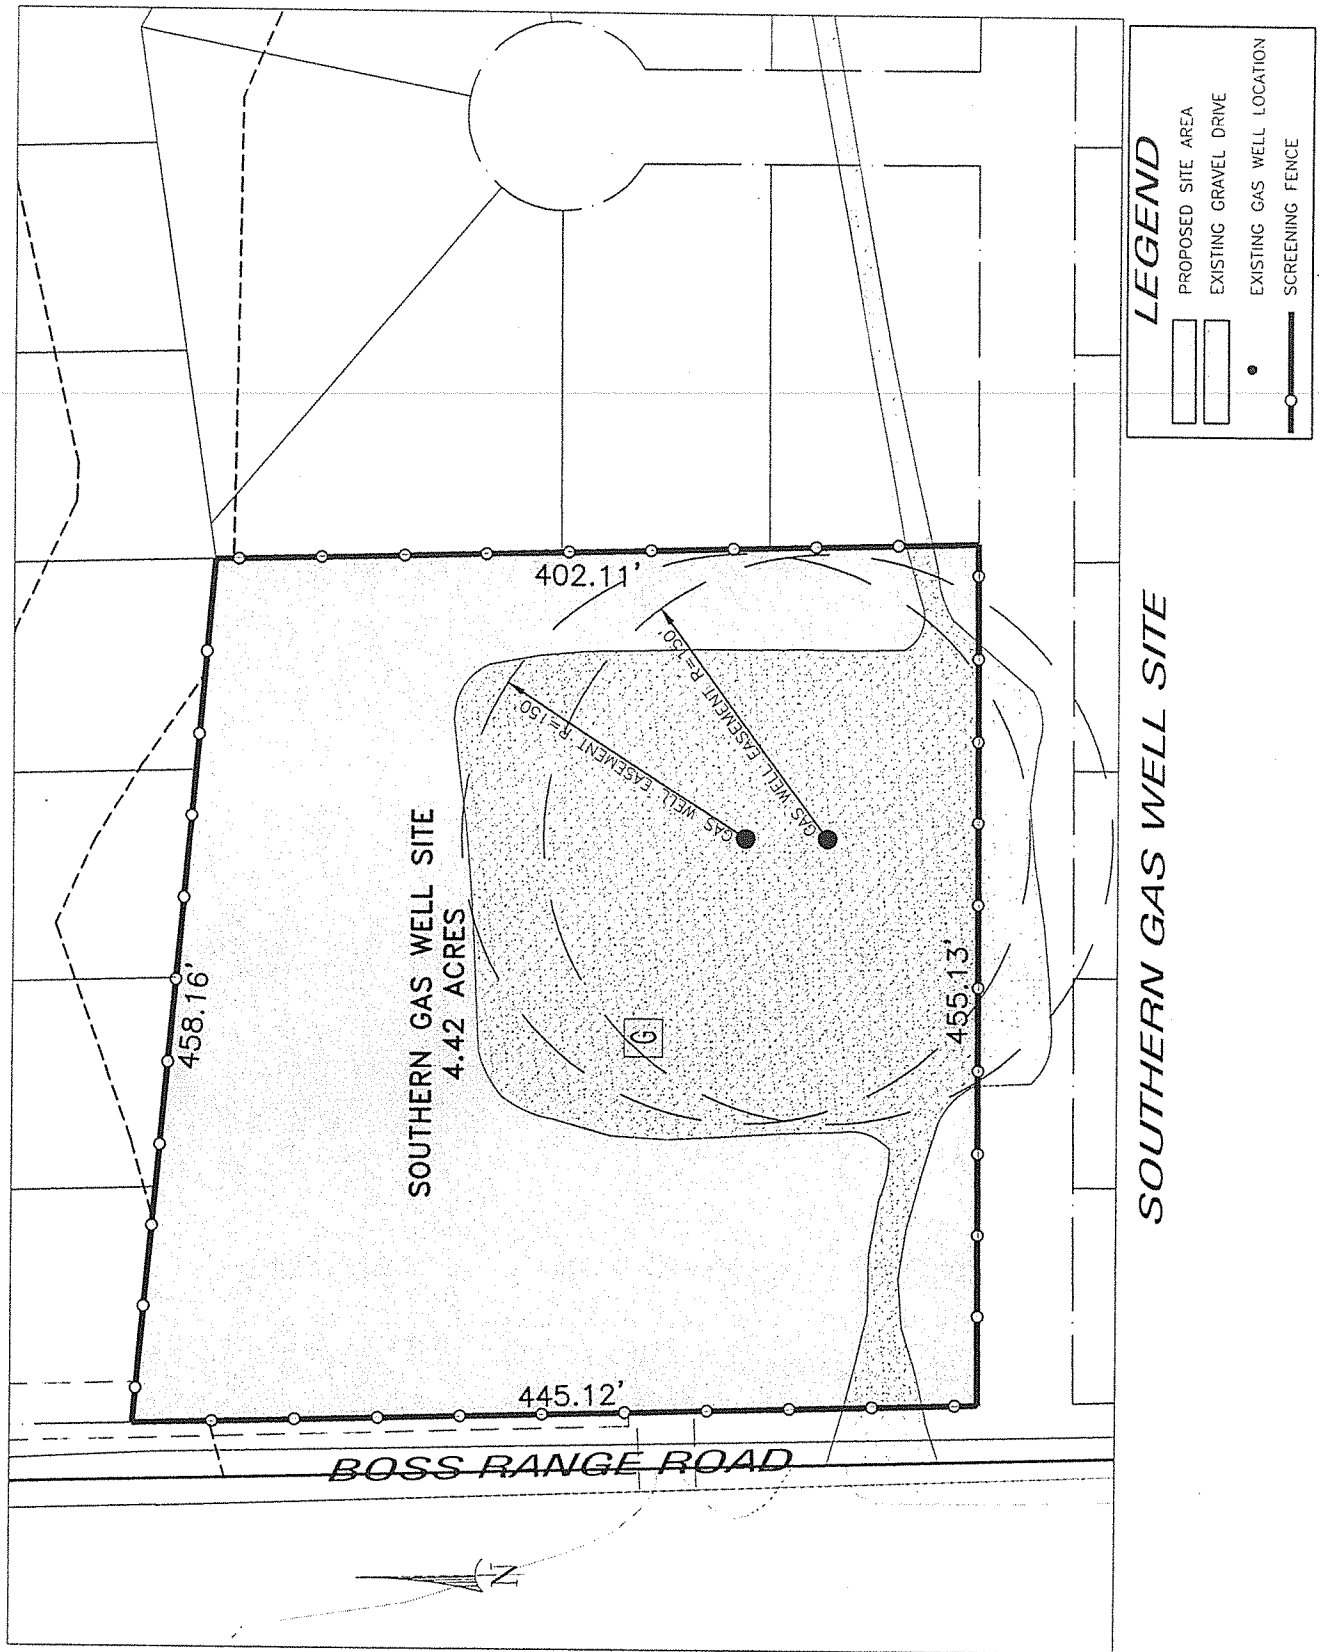 458.16'
402.11'
SOUTHERN GAS WELL SITE
4.42 ACRES
GAS WELL EASEMENT R=150'
GAS WELL EASEMENT R=150'
G
455.13'
445.12'
BOSS RANGE ROAD
N
SOUTHERN GAS WELL SITE
LEGEND
PROPOSED SITE AREA
EXISTING GRAVEL DRIVE
EXISTING GAS WELL LOCATION
SCREENING FENCE